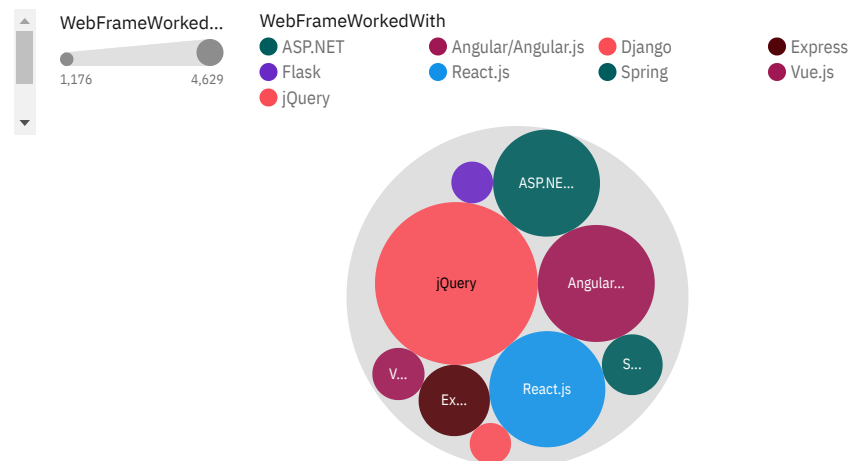 WebFrameWorked...
1,176 4,629
WebFrameWorkedWith
ASP.NET Angular/Angular.js Django Express
Flask React.js Spring Vue.js
jQuery
ASP.NE...
jQuery
Angular...
S...
V...
React.js
Ex...